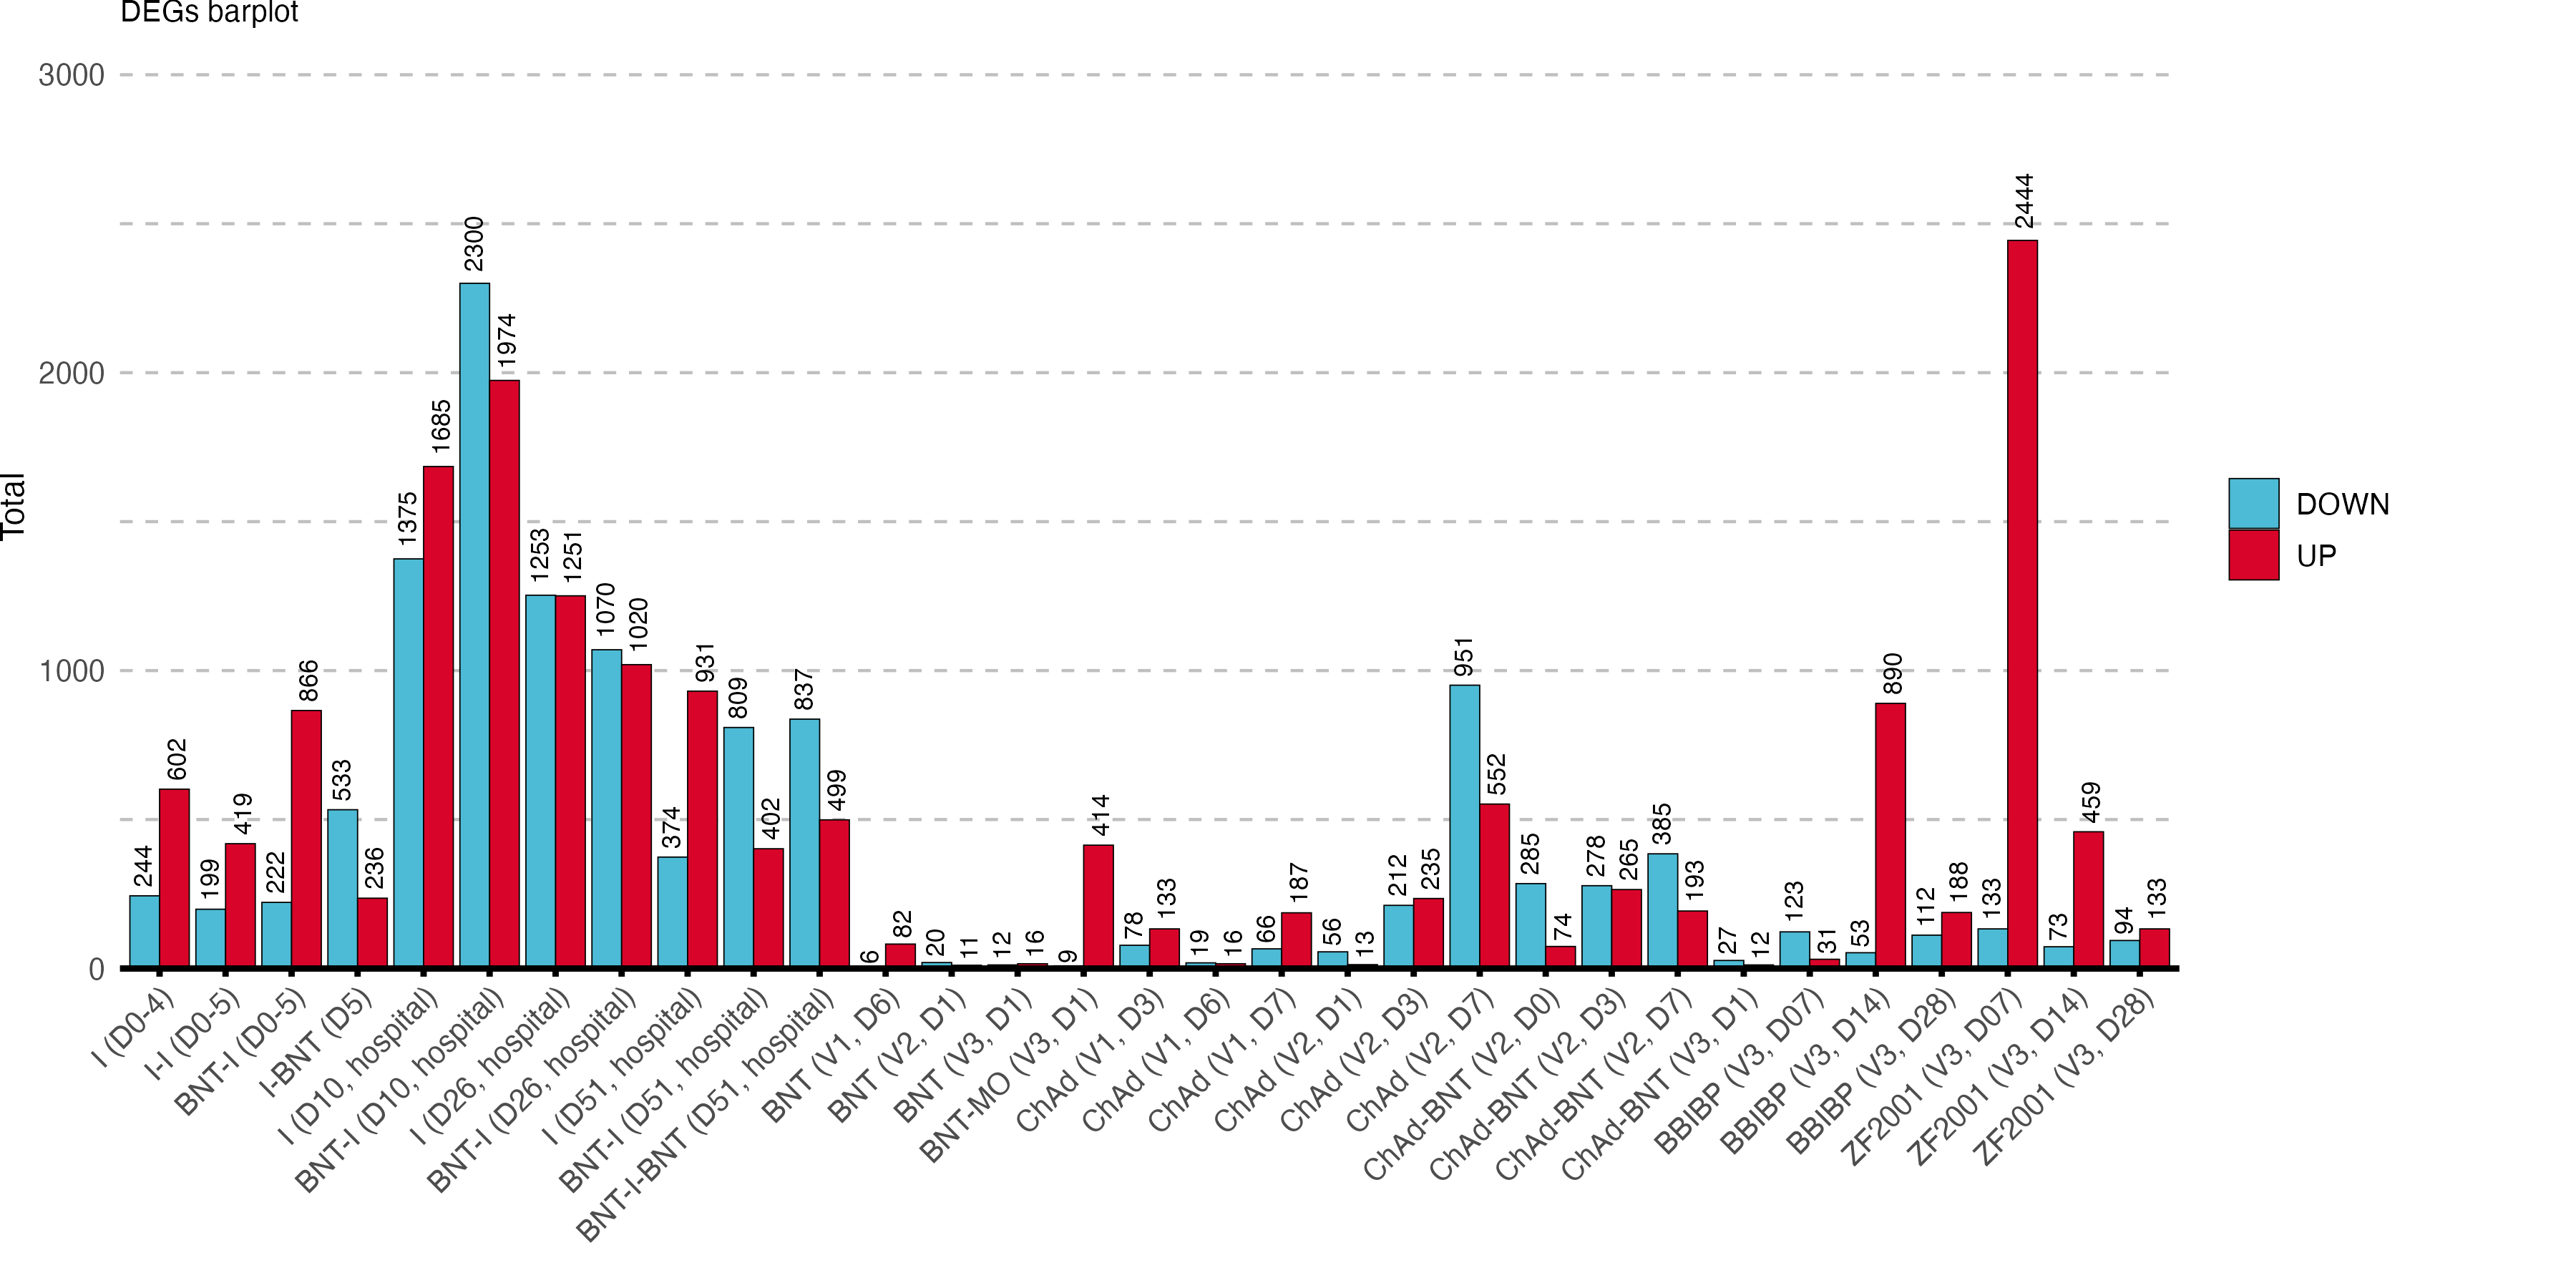 DEGs barplot
3000
2000
1000
0
Total
244
602
199
419
222
866
533
236
1375
1685
2300
1974
1253
1251
1070
1020
374
931
809
402
837
499
6
82
20
11
12
16
9
414
78
133
19
16
66
187
56
13
212
235
951
552
285
74
278
265
385
193
27
12
123
31
53
890
112
188
133
2444
73
459
94
133
I (D0-4)
I-I (D0-5)
BNT-I (D0-5)
I-BNT (D5)
I (D10, hospital)
BNT-I (D10, hospital)
I (D26, hospital)
BNT-I (D26, hospital)
I (D51, hospital)
BNT-I (D51, hospital)
BNT-I-BNT (D51, hospital)
BNT (V1, D6)
BNT (V2, D1)
BNT (V3, D1)
BNT-MO (V3, D1)
ChAd (V1, D3)
ChAd (V1, D6)
ChAd (V1, D7)
ChAd (V2, D1)
ChAd (V2, D3)
ChAd (V2, D7)
ChAd-BNT (V2, D0)
ChAd-BNT (V2, D3)
ChAd-BNT (V2, D7)
ChAd-BNT (V3, D1)
BBIBP (V3, D07)
BBIBP (V3, D14)
BBIBP (V3, D28)
ZF2001 (V3, D07)
ZF2001 (V3, D14)
ZF2001 (V3, D28)
DOWN
UP